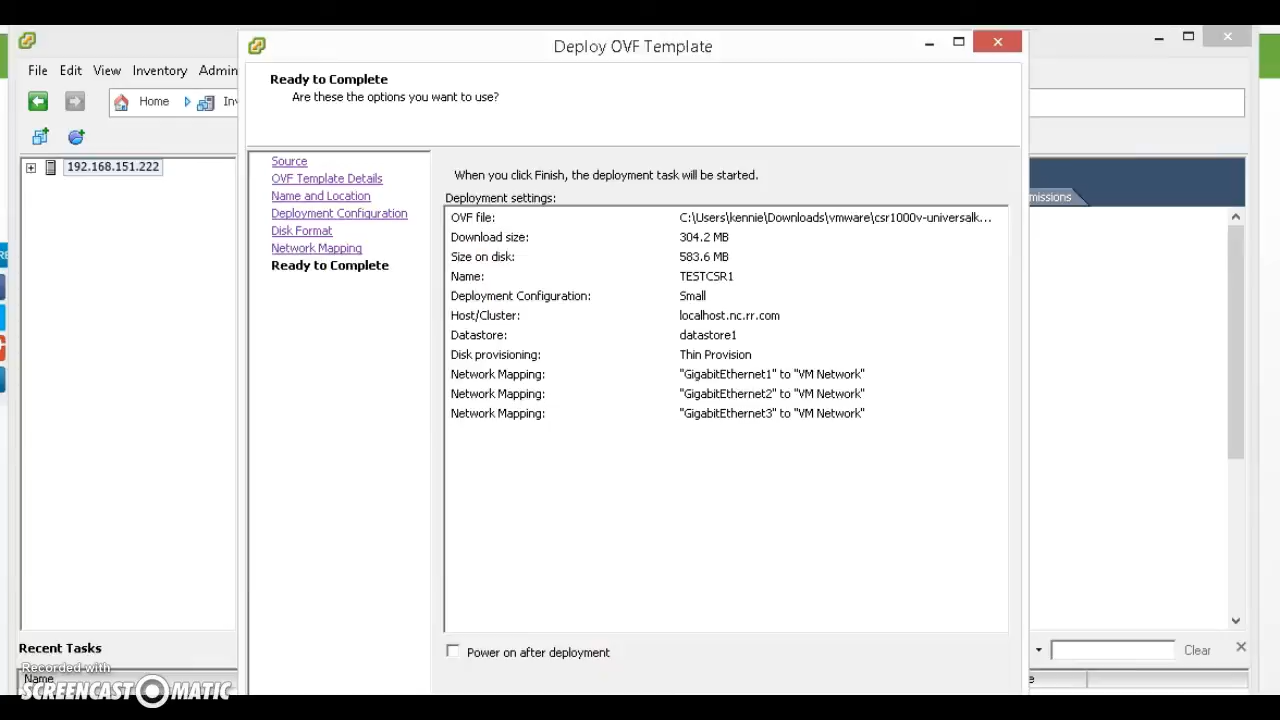 Deploy OVF Template
File Edit View Inventory Admin
Ready to Complete
Are these the options you want to use?
Home
192.168.151.222
Source
OVF Template Details
Name and Location
Deployment Configuration
Disk Format
Network Mapping
Ready to Complete
When you click Finish, the deployment task will be started.
Deployment settings:
OVF file: C:\Users\kennie\Downloads\vmware\csr1000v-universalk...
Download size: 304.2 MB
Size on disk: 583.6 MB
Name: TESTCSR1
Deployment Configuration: Small
Host/Cluster: localhost.nc.rr.com
Datastore: datastore1
Disk provisioning: Thin Provision
Network Mapping: "GigabitEthernet1" to "VM Network"
Network Mapping: "GigabitEthernet2" to "VM Network"
Network Mapping: "GigabitEthernet3" to "VM Network"
missions
Power on after deployment
Recent Tasks
Clear
Name
Recorded with
SCREENCAST-O-MATIC